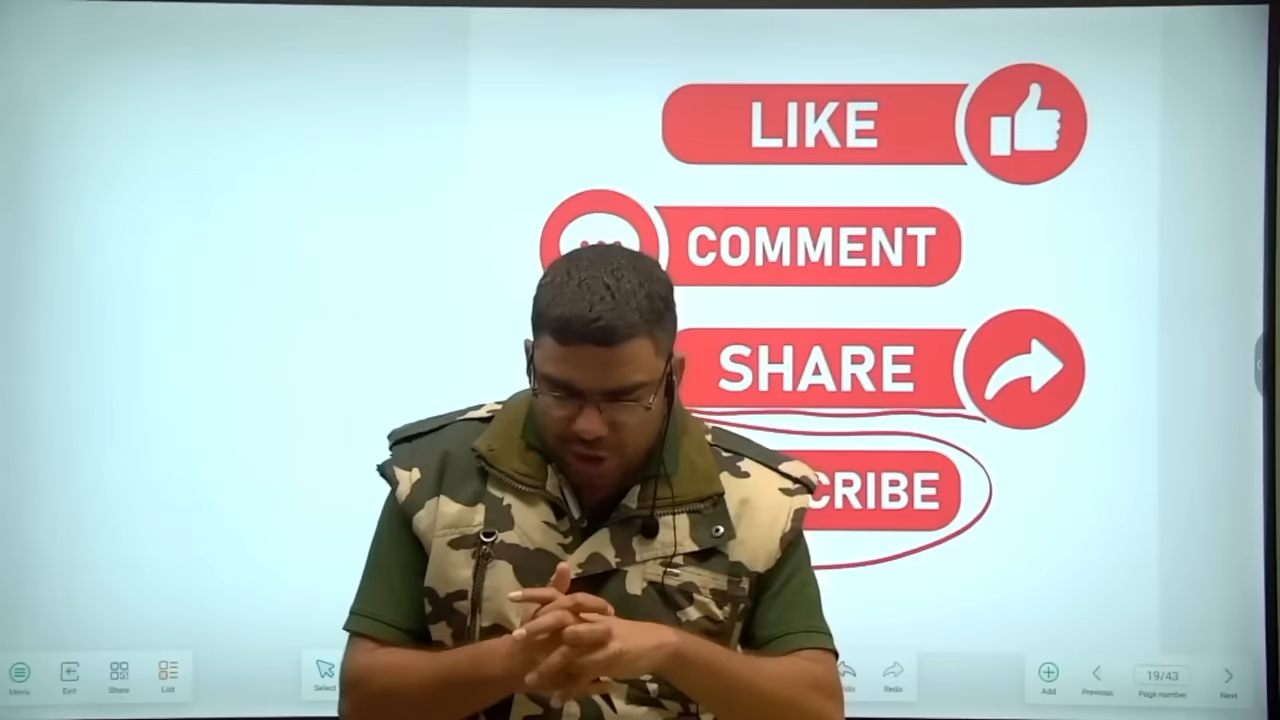 LIKE
COMMENT
SHARE
CRIBE
Menu
Exit
Share
List
Select
Redo
Add
Previous
19/43
Page number
Next